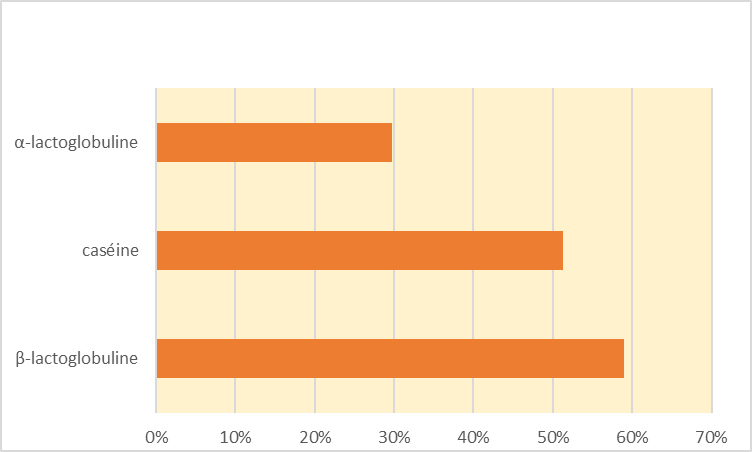 α-lactoglobuline
caséine
β-lactoglobuline
0% 10% 20% 30% 40% 50% 60% 70%